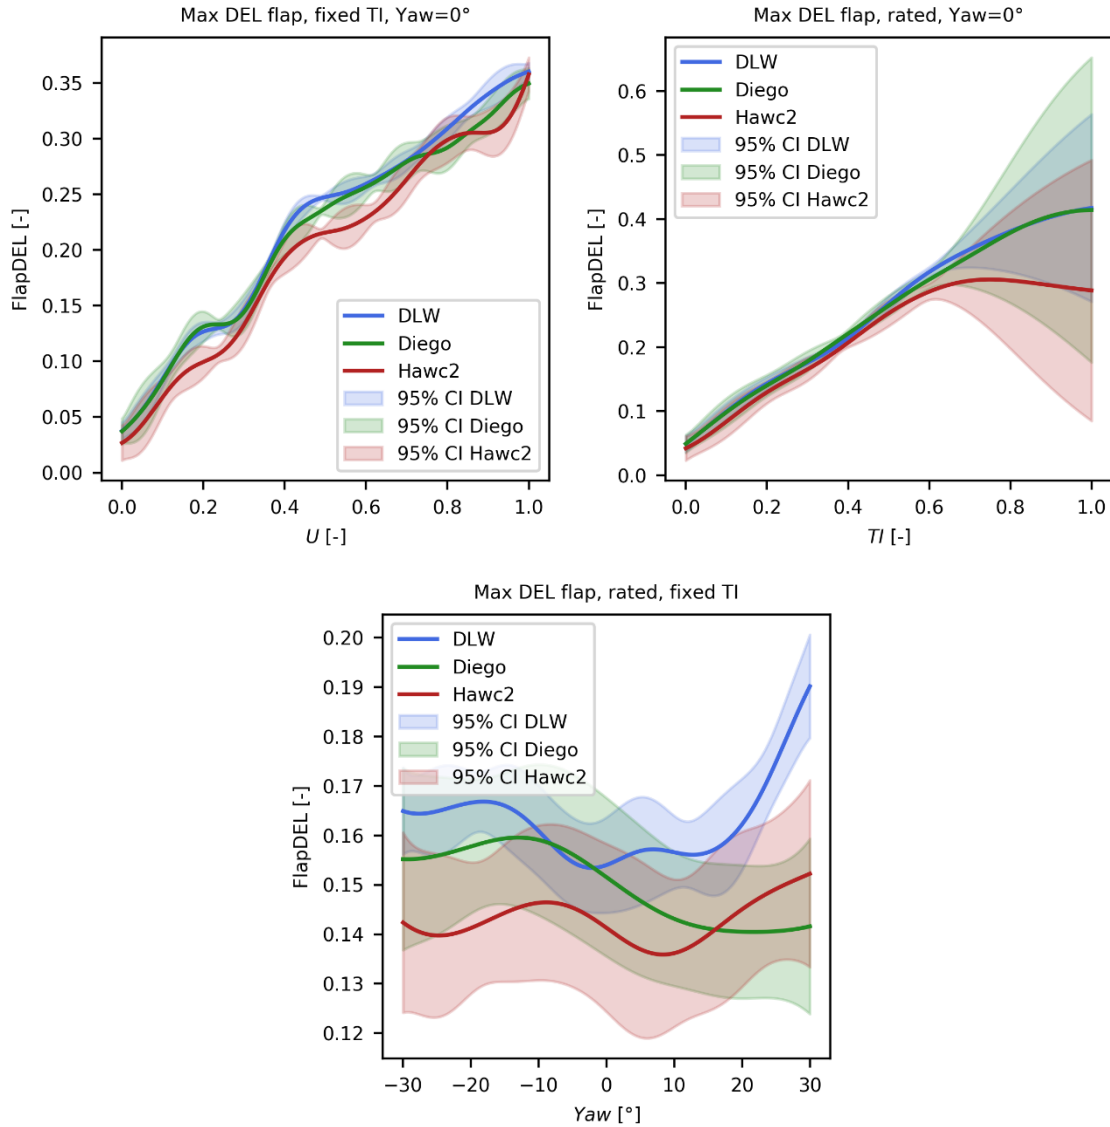 Max DEL flap, fixed TI, Yaw=0°
FlapDEL [-]
0.35
0.30
0.25
0.20
0.15
0.10
0.05
0.00
DLW
Diego
Hawc2
95% CI DLW
95% CI Diego
95% CI Hawc2
0.0 0.2 0.4 0.6 0.8 1.0
U [-]
Max DEL flap, rated, Yaw=0°
FlapDEL [-]
0.6
0.5
0.4
0.3
0.2
0.1
0.0
DLW
Diego
Hawc2
95% CI DLW
95% CI Diego
95% CI Hawc2
0.0 0.2 0.4 0.6 0.8 1.0
TI [-]
Max DEL flap, rated, fixed TI
FlapDEL [-]
0.20
0.19
0.18
0.17
0.16
0.15
0.14
0.13
0.12
DLW
Diego
Hawc2
95% CI DLW
95% CI Diego
95% CI Hawc2
−30 −20 −10 0 10 20 30
Yaw [°]